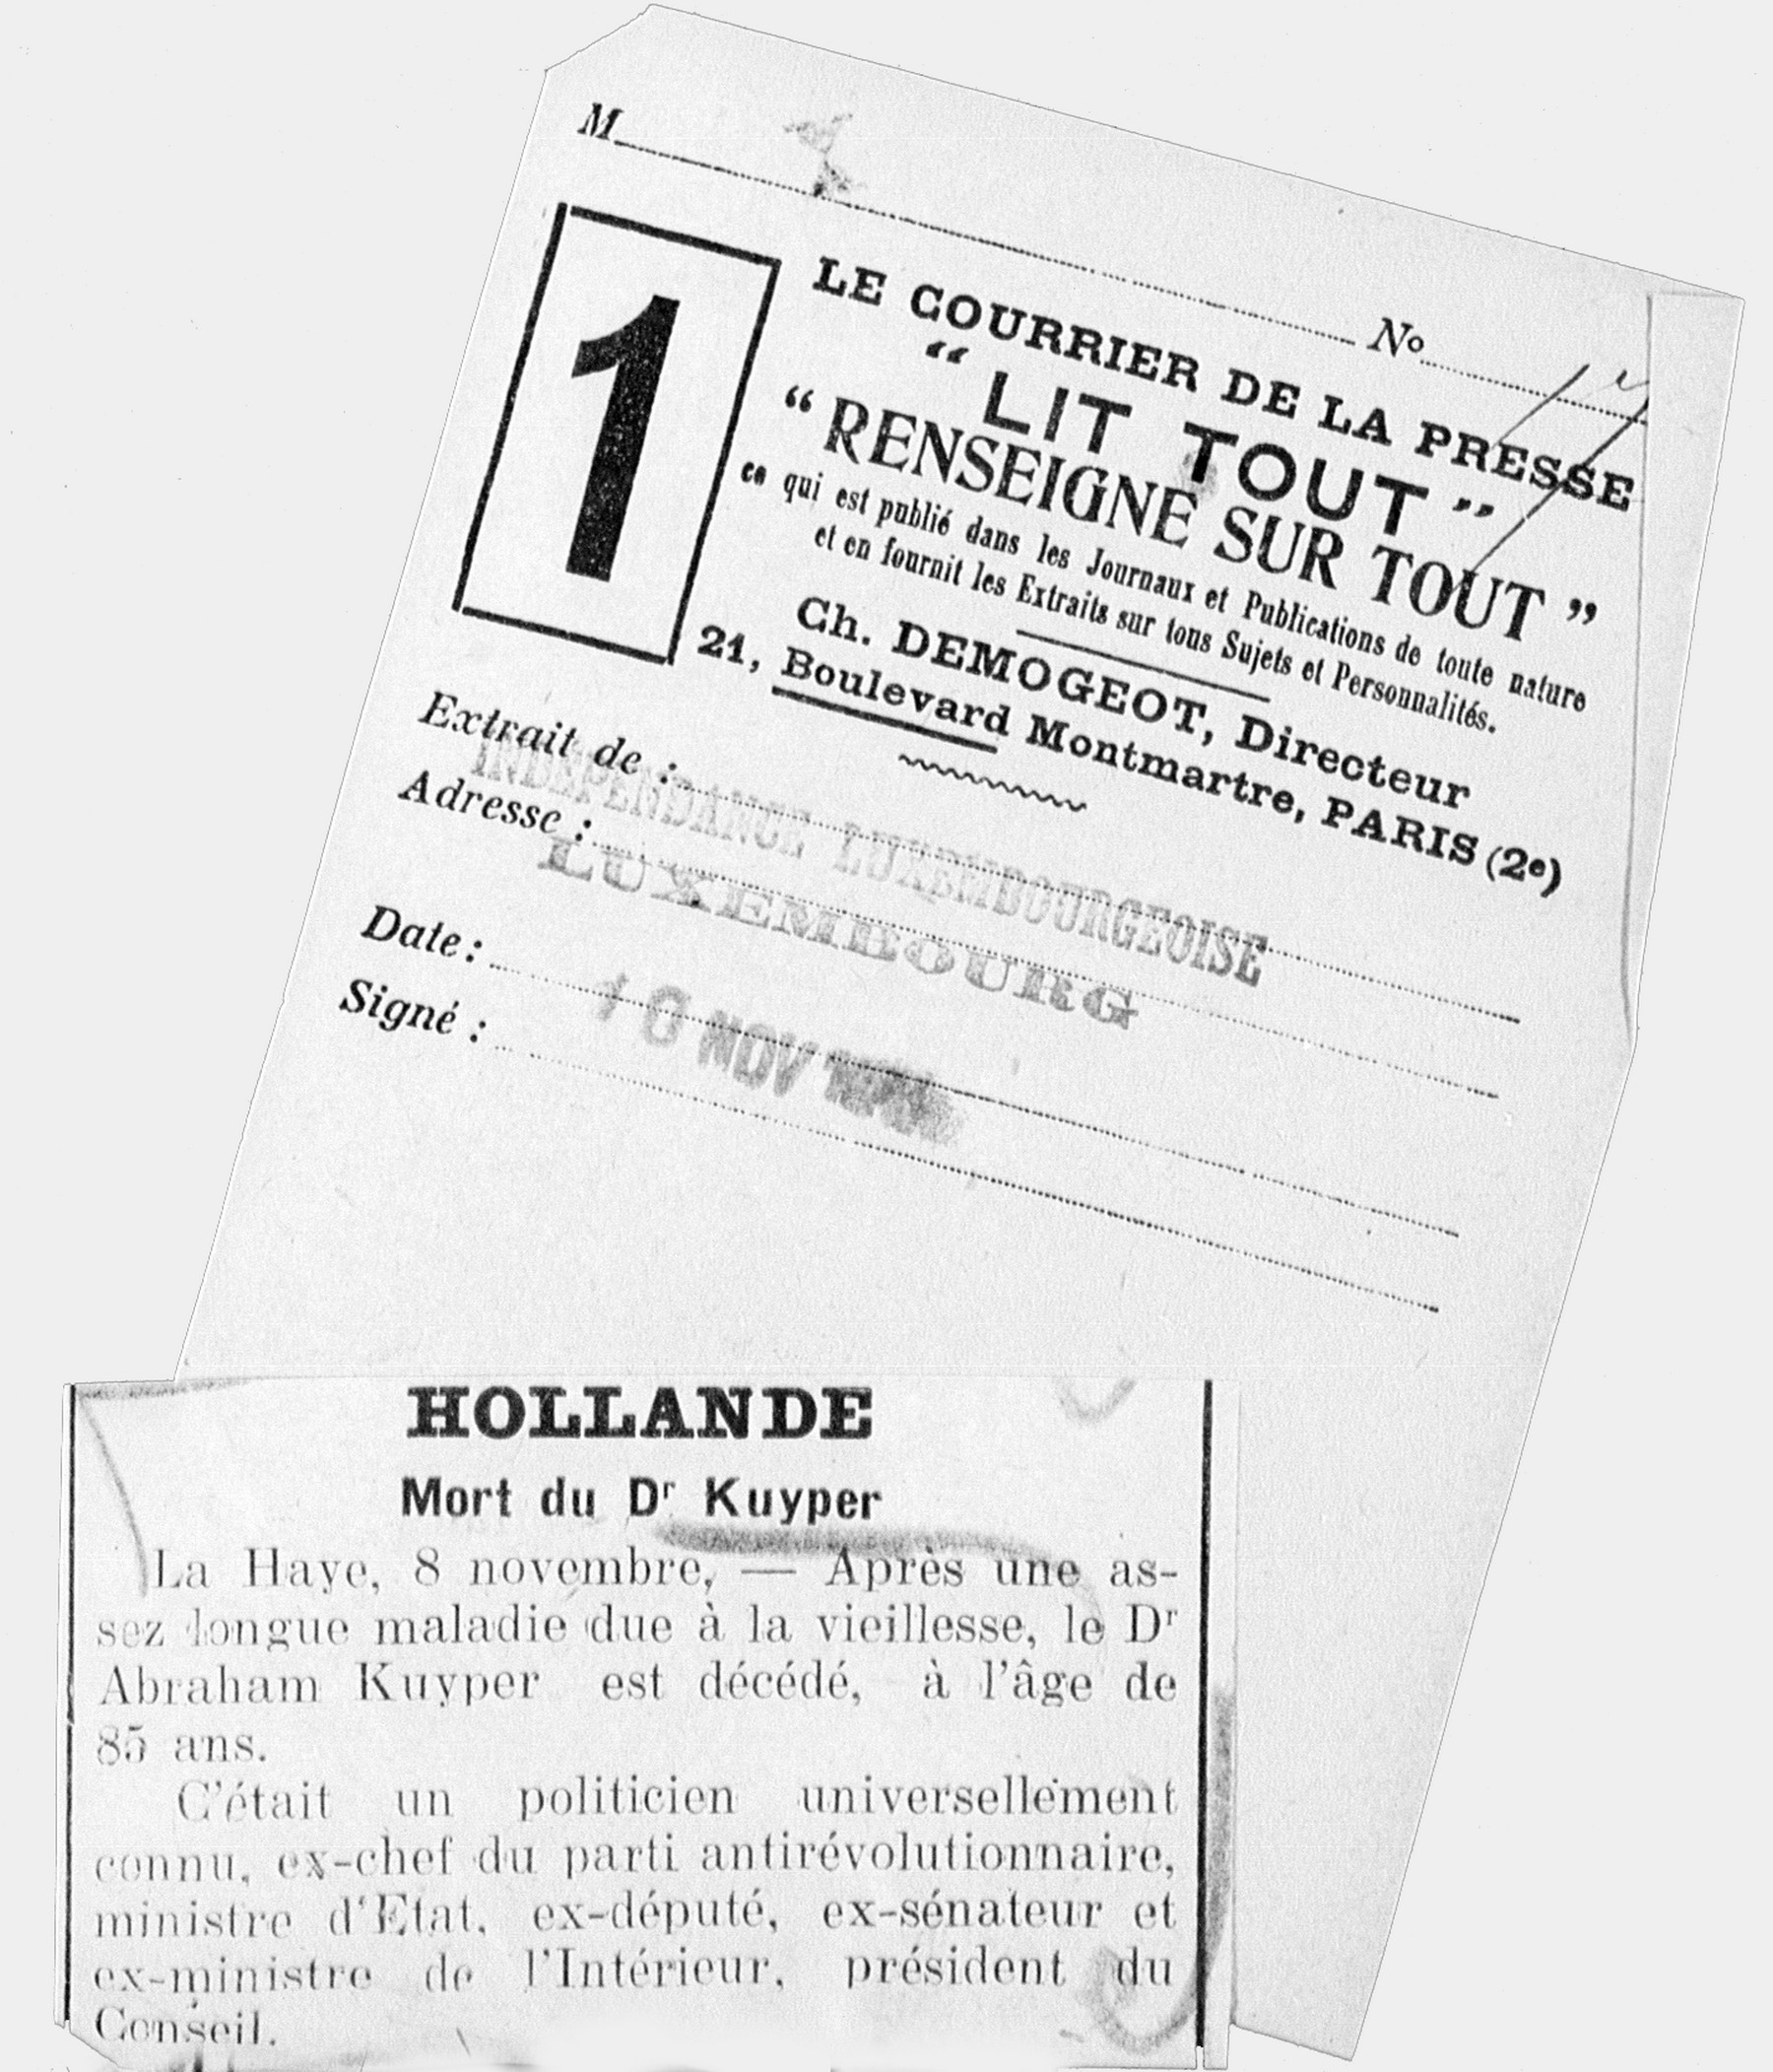 M
No
1
LE COURRIER DE LA PRESSE
“ LIT TOUT ”
“ RENSEIGNE SUR TOUT ”
ce qui est publié dans les Journaux et Publications de toute nature
et en fournit les Extraits sur tous Sujets et Personnalités.
Ch. DEMOGEOT, Directeur
21, Boulevard Montmartre, PARIS (2e)
Extrait de :
INDEPENDANCE LUXEMBOURGEOISE
Adresse :
LUXEMBOURG
Date :
10 NOV
Signé :
HOLLANDE
Mort du Dr Kuyper
La Haye, 8 novembre, — Après une as-
sez longue maladie due à la vieillesse, le Dr
Abraham Kuyper est décédé, à l'âge de
85 ans.
C'était un politicien universellement
connu, ex-chef du parti antirévolutionnaire,
ministre d'Etat, ex-député, ex-sénateur et
ex-ministre de l'Intérieur, président du
Conseil.